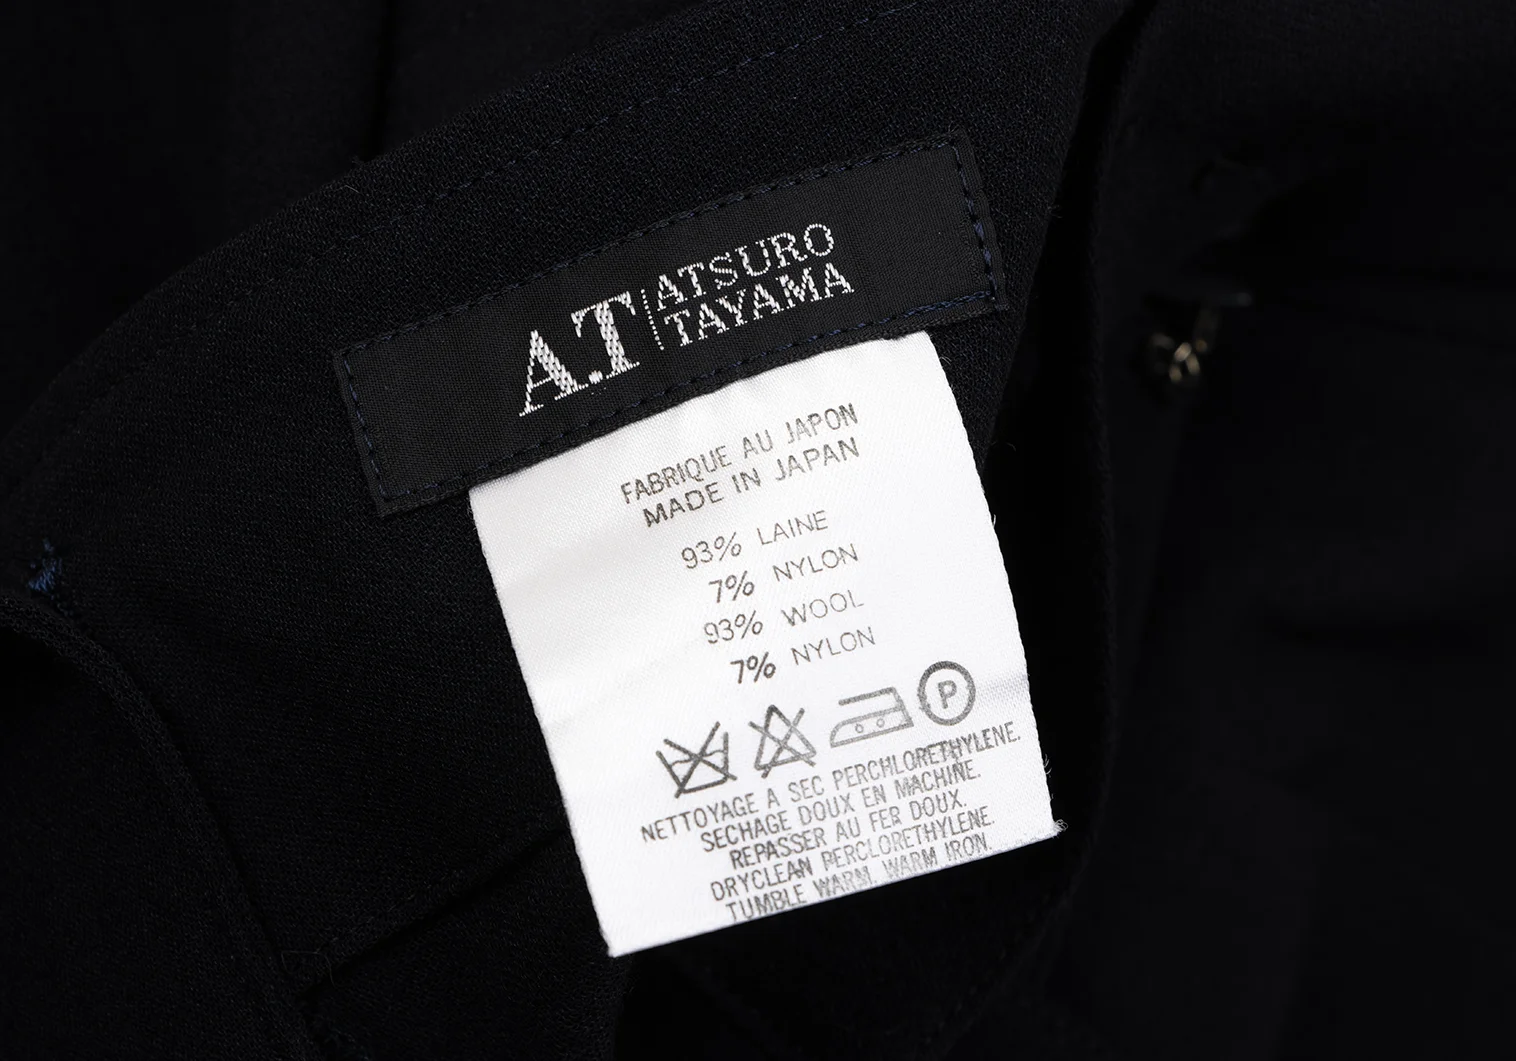 A.T
ATSURO
TAYAMA
FABRIQUE AU JAPON
MADE IN JAPAN
93% LAINE
7% NYLON
93% WOOL
7% NYLON
P
NETTOYAGE A SEC PERCHLORETHYLENE.
SECHAGE DOUX EN MACHINE.
REPASSER AU FER DOUX.
DRYCLEAN PERCLORETHYLENE.
TUMBLE WARM. WARM IRON.